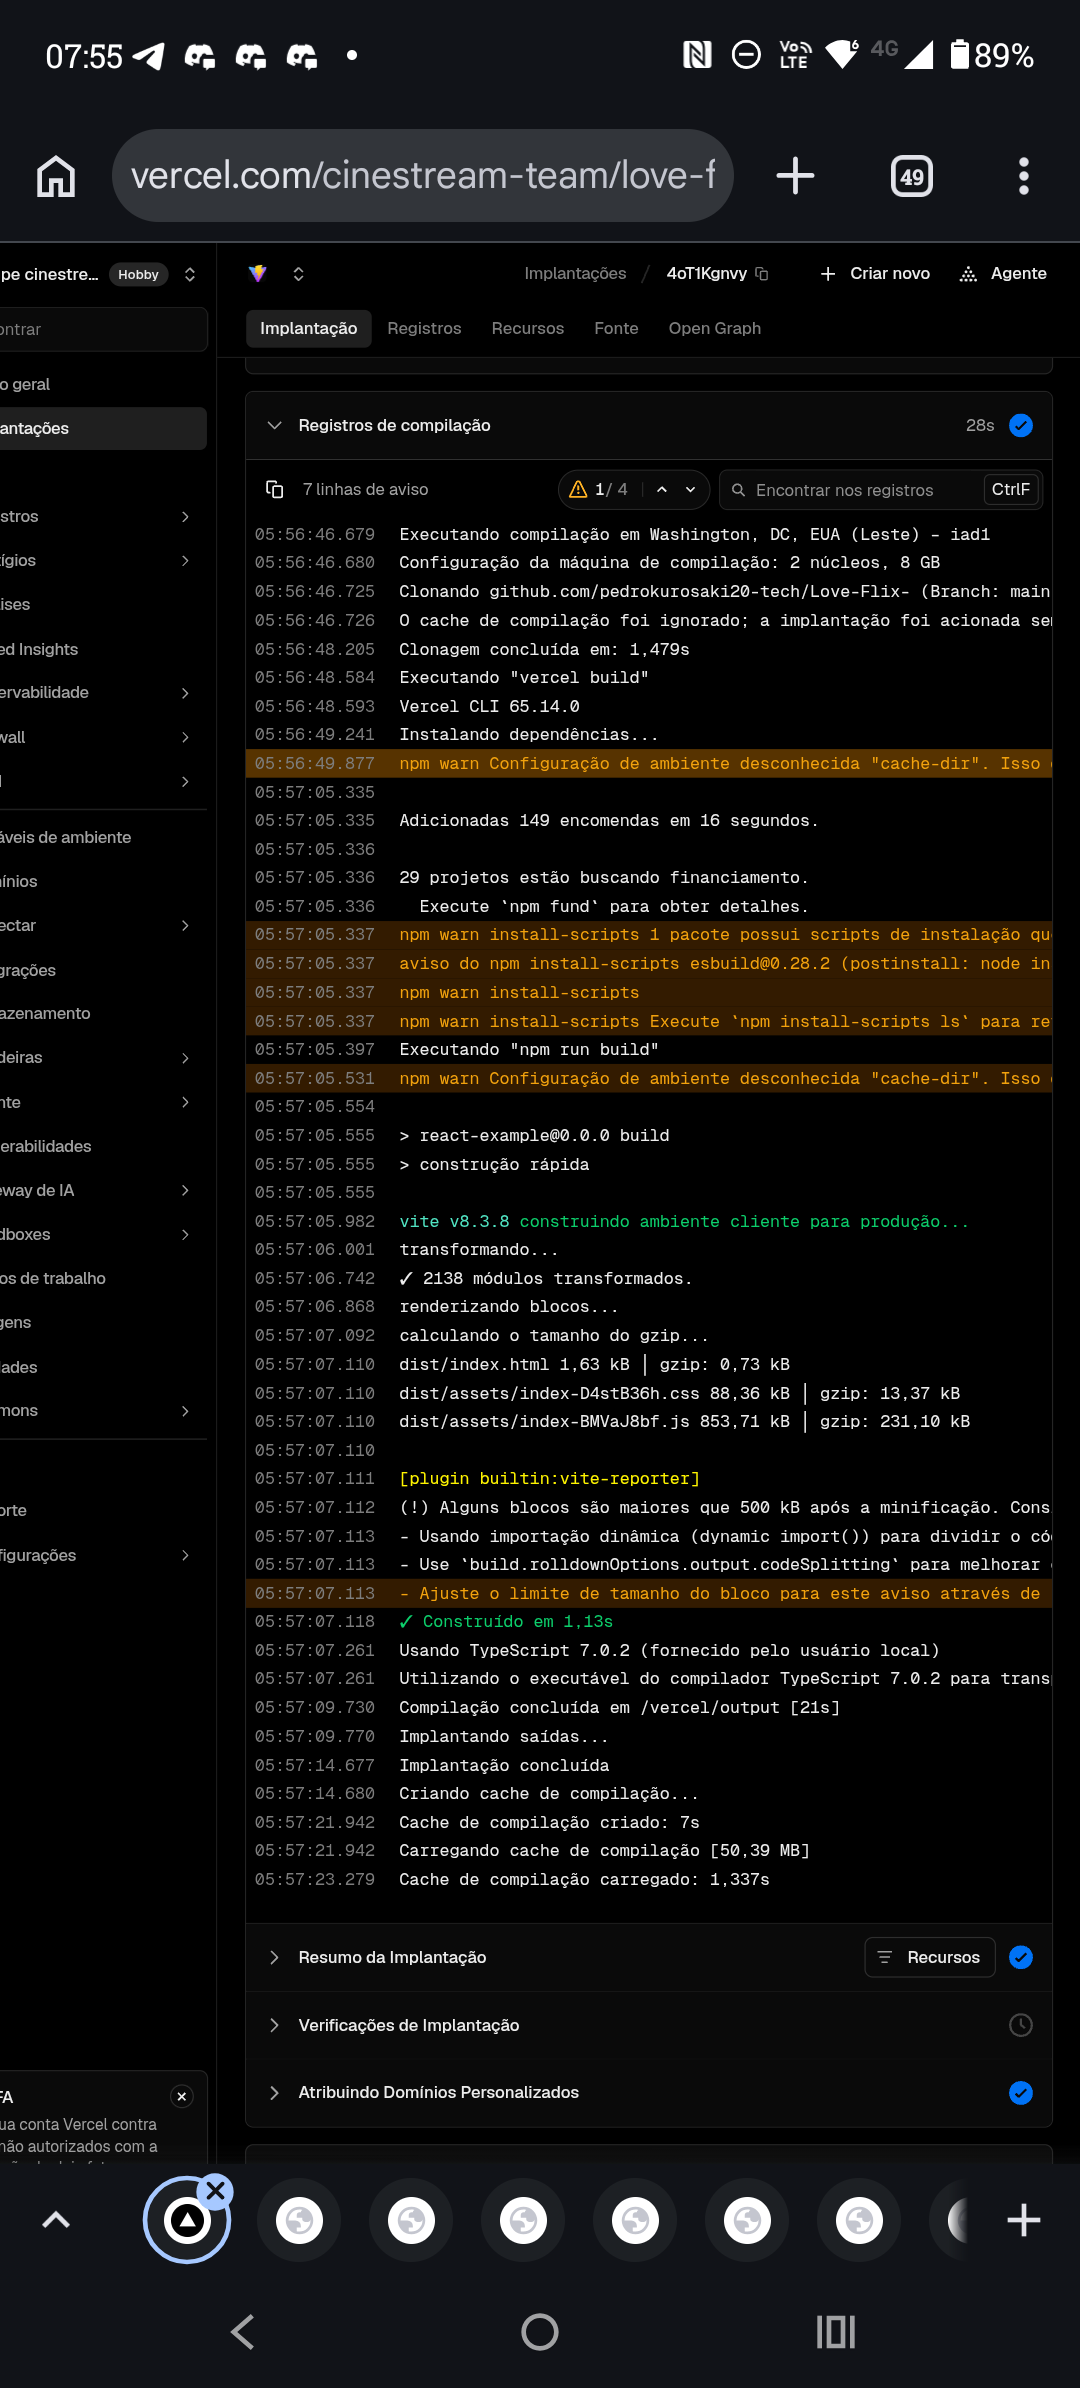 07:55
Vo LTE
6
4G
89%
vercel.com/cinestream-team/love-f
49
pe cinestre... Hobby
Implantações / 4oT1Kgnvy
Criar novo
Agente
ontrar
Implantação Registros Recursos Fonte Open Graph
o geral
antações
stros
ígios
ises
ed Insights
ervabilidade
wall
áveis de ambiente
ínios
ectar
grações
azenamento
deiras
nte
erabilidades
eway de IA
dboxes
os de trabalho
gens
dades
mons
orte
figurações
Registros de compilação 28s
7 linhas de aviso 1/ 4 Encontrar nos registros CtrlF
05:56:46.679 Executando compilação em Washington, DC, EUA (Leste) – iad1
05:56:46.680 Configuração da máquina de compilação: 2 núcleos, 8 GB
05:56:46.725 Clonando github.com/pedrokurosaki20-tech/Love-Flix- (Branch: main
05:56:46.726 O cache de compilação foi ignorado; a implantação foi acionada se
05:56:48.205 Clonagem concluída em: 1,479s
05:56:48.584 Executando "vercel build"
05:56:48.593 Vercel CLI 65.14.0
05:56:49.241 Instalando dependências...
05:56:49.877 npm warn Configuração de ambiente desconhecida "cache-dir". Isso
05:57:05.335
05:57:05.335 Adicionadas 149 encomendas em 16 segundos.
05:57:05.336
05:57:05.336 29 projetos estão buscando financiamento.
05:57:05.336 Execute `npm fund` para obter detalhes.
05:57:05.337 npm warn install-scripts 1 pacote possui scripts de instalação qu
05:57:05.337 aviso do npm install-scripts esbuild@0.28.2 (postinstall: node in
05:57:05.337 npm warn install-scripts
05:57:05.337 npm warn install-scripts Execute `npm install-scripts ls` para re
05:57:05.397 Executando "npm run build"
05:57:05.531 npm warn Configuração de ambiente desconhecida "cache-dir". Isso
05:57:05.554
05:57:05.555 > react-example@0.0.0 build
05:57:05.555 > construção rápida
05:57:05.555
05:57:05.982 vite v8.3.8 construindo ambiente cliente para produção...
05:57:06.001 transformando...
05:57:06.742 ✓ 2138 módulos transformados.
05:57:06.868 renderizando blocos...
05:57:07.092 calculando o tamanho do gzip...
05:57:07.110 dist/index.html 1,63 kB │ gzip: 0,73 kB
05:57:07.110 dist/assets/index-D4stB36h.css 88,36 kB │ gzip: 13,37 kB
05:57:07.110 dist/assets/index-BMVaJ8bf.js 853,71 kB │ gzip: 231,10 kB
05:57:07.110
05:57:07.111 [plugin builtin:vite-reporter]
05:57:07.112 (!) Alguns blocos são maiores que 500 kB após a minificação. Cons
05:57:07.113 - Usando importação dinâmica (dynamic import()) para dividir o có
05:57:07.113 - Use `build.rolldownOptions.output.codeSplitting` para melhorar
05:57:07.113 - Ajuste o limite de tamanho do bloco para este aviso através de
05:57:07.118 ✓ Construído em 1,13s
05:57:07.261 Usando TypeScript 7.0.2 (fornecido pelo usuário local)
05:57:07.261 Utilizando o executável do compilador TypeScript 7.0.2 para trans
05:57:09.730 Compilação concluída em /vercel/output [21s]
05:57:09.770 Implantando saídas...
05:57:14.677 Implantação concluída
05:57:14.680 Criando cache de compilação...
05:57:21.942 Cache de compilação criado: 7s
05:57:21.942 Carregando cache de compilação [50,39 MB]
05:57:23.279 Cache de compilação carregado: 1,337s
Resumo da Implantação Recursos
Verificações de Implantação
Atribuindo Domínios Personalizados
FA
ua conta Vercel contra
não autorizados com a